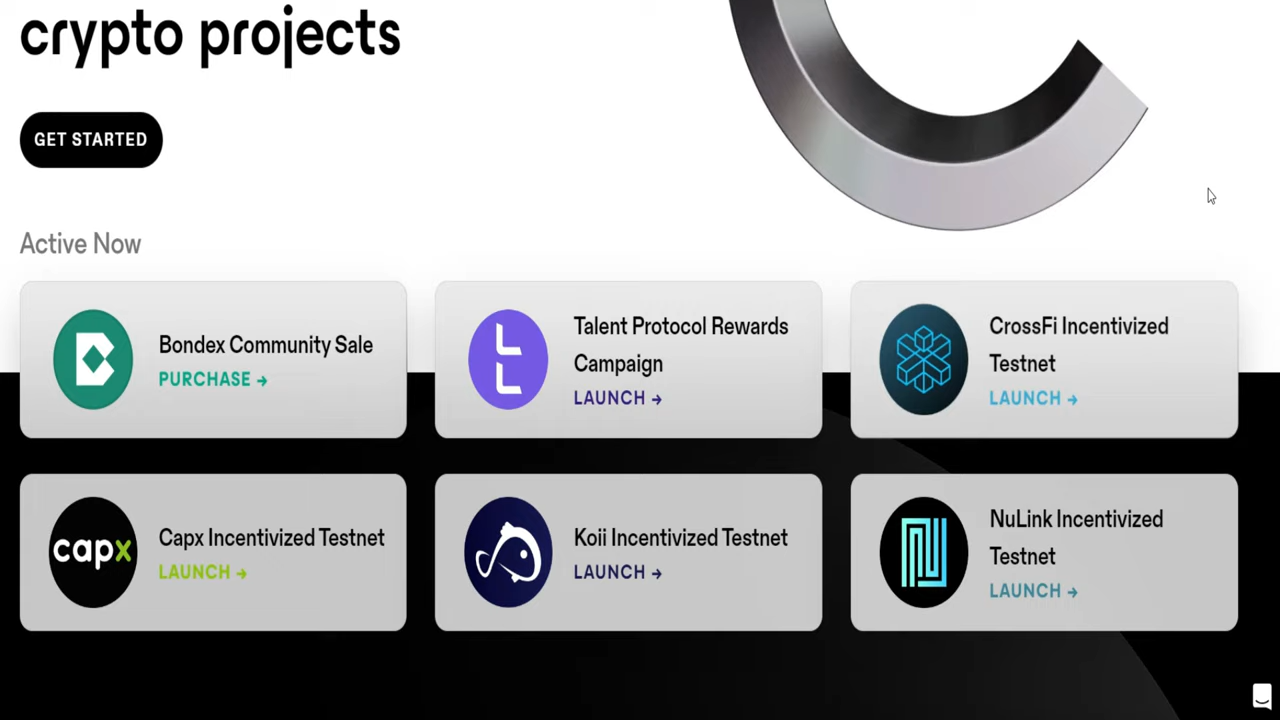 crypto projects
GET STARTED
Active Now
Bondex Community Sale
PURCHASE →
Talent Protocol Rewards
Campaign
LAUNCH →
CrossFi Incentivized
Testnet
LAUNCH →
capx
Capx Incentivized Testnet
LAUNCH →
Koii Incentivized Testnet
LAUNCH →
NuLink Incentivized
Testnet
LAUNCH →